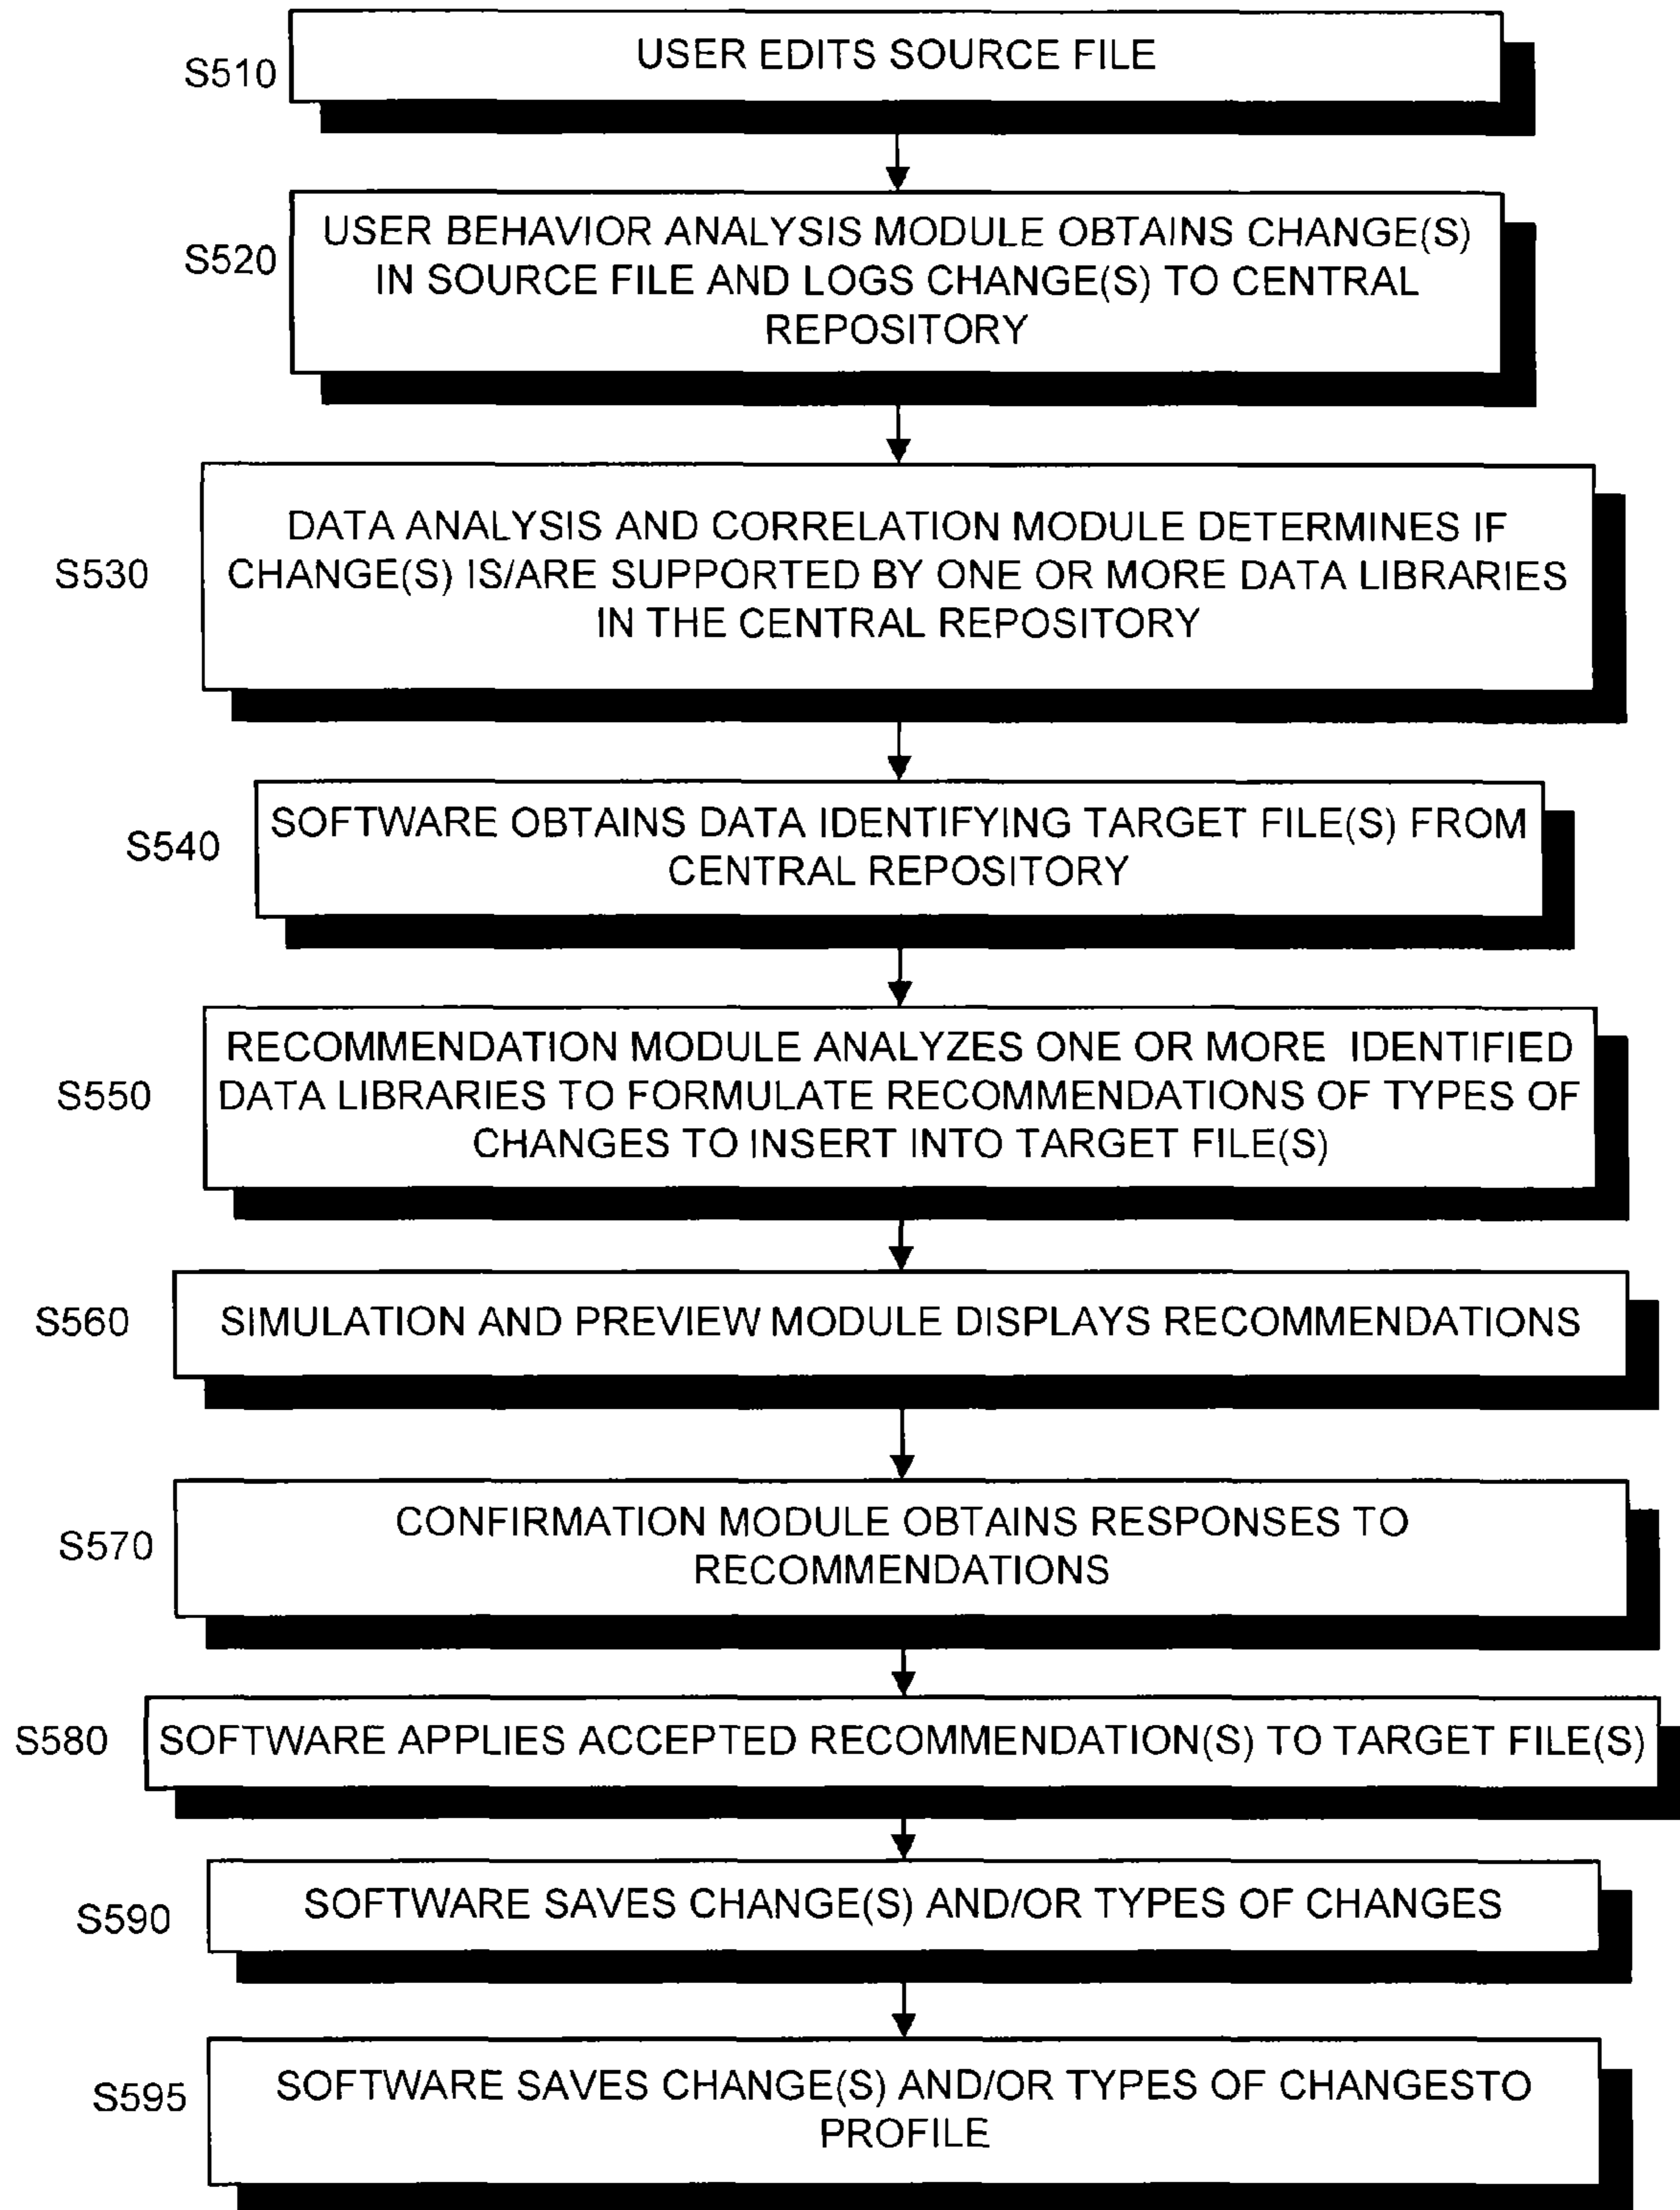 S510
USER EDITS SOURCE FILE
S520
USER BEHAVIOR ANALYSIS MODULE OBTAINS CHANGE(S)
IN SOURCE FILE AND LOGS CHANGE(S) TO CENTRAL
REPOSITORY
S530
DATA ANALYSIS AND CORRELATION MODULE DETERMINES IF
CHANGE(S) IS/ARE SUPPORTED BY ONE OR MORE DATA LIBRARIES
IN THE CENTRAL REPOSITORY
S540
SOFTWARE OBTAINS DATA IDENTIFYING TARGET FILE(S) FROM
CENTRAL REPOSITORY
S550
RECOMMENDATION MODULE ANALYZES ONE OR MORE IDENTIFIED
DATA LIBRARIES TO FORMULATE RECOMMENDATIONS OF TYPES OF
CHANGES TO INSERT INTO TARGET FILE(S)
S560
SIMULATION AND PREVIEW MODULE DISPLAYS RECOMMENDATIONS
S570
CONFIRMATION MODULE OBTAINS RESPONSES TO
RECOMMENDATIONS
S580
SOFTWARE APPLIES ACCEPTED RECOMMENDATION(S) TO TARGET FILE(S)
S590
SOFTWARE SAVES CHANGE(S) AND/OR TYPES OF CHANGES
S595
SOFTWARE SAVES CHANGE(S) AND/OR TYPES OF CHANGESTO
PROFILE